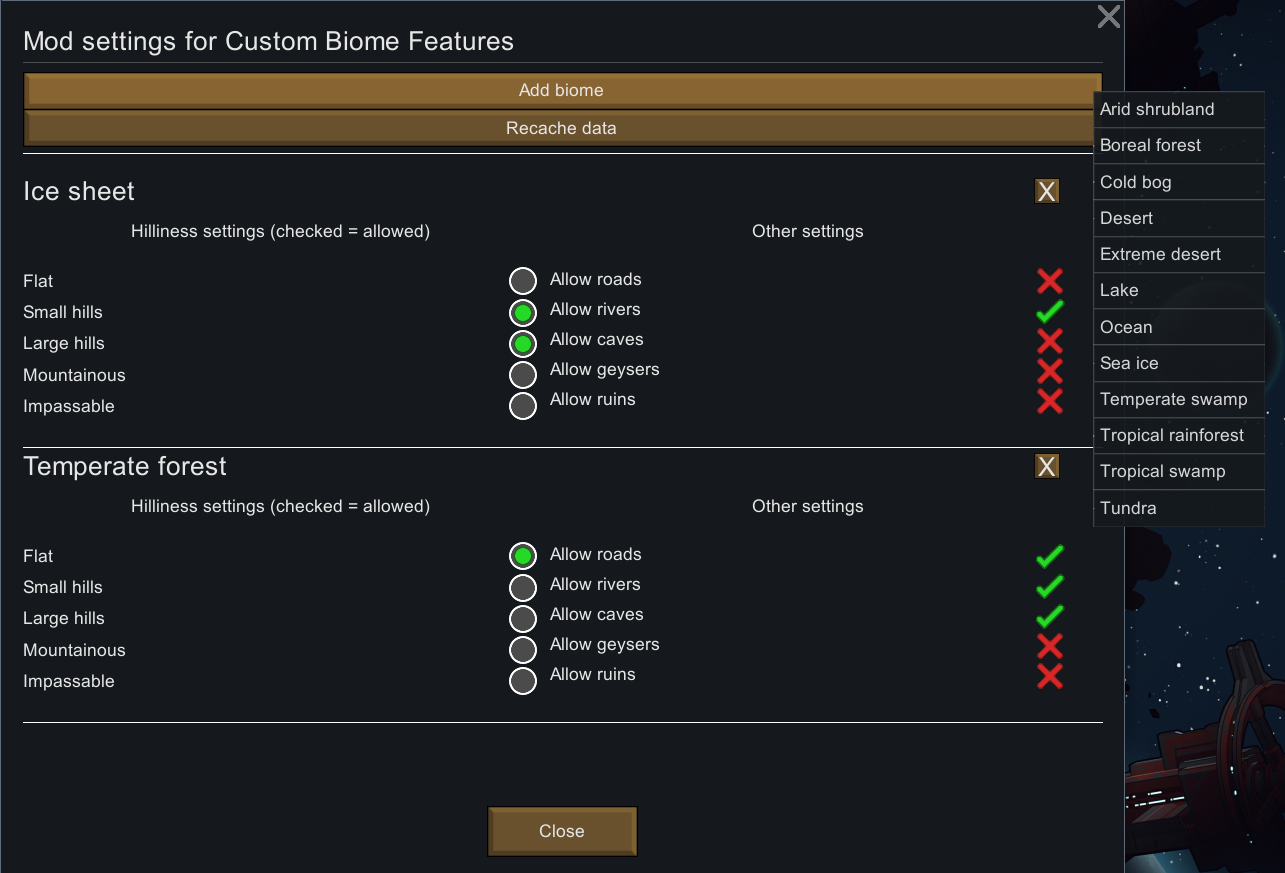 Mod settings for Custom Biome Features
Add biome
Recache data
Arid shrubland
Boreal forest
Cold bog
Desert
Extreme desert
Lake
Ocean
Sea ice
Temperate swamp
Tropical rainforest
Tropical swamp
Tundra
Ice sheet X
Hilliness settings (checked = allowed) Other settings
Flat Allow roads
Small hills Allow rivers
Large hills Allow caves
Mountainous Allow geysers
Impassable Allow ruins
Temperate forest X
Hilliness settings (checked = allowed) Other settings
Flat Allow roads
Small hills Allow rivers
Large hills Allow caves
Mountainous Allow geysers
Impassable Allow ruins
Close